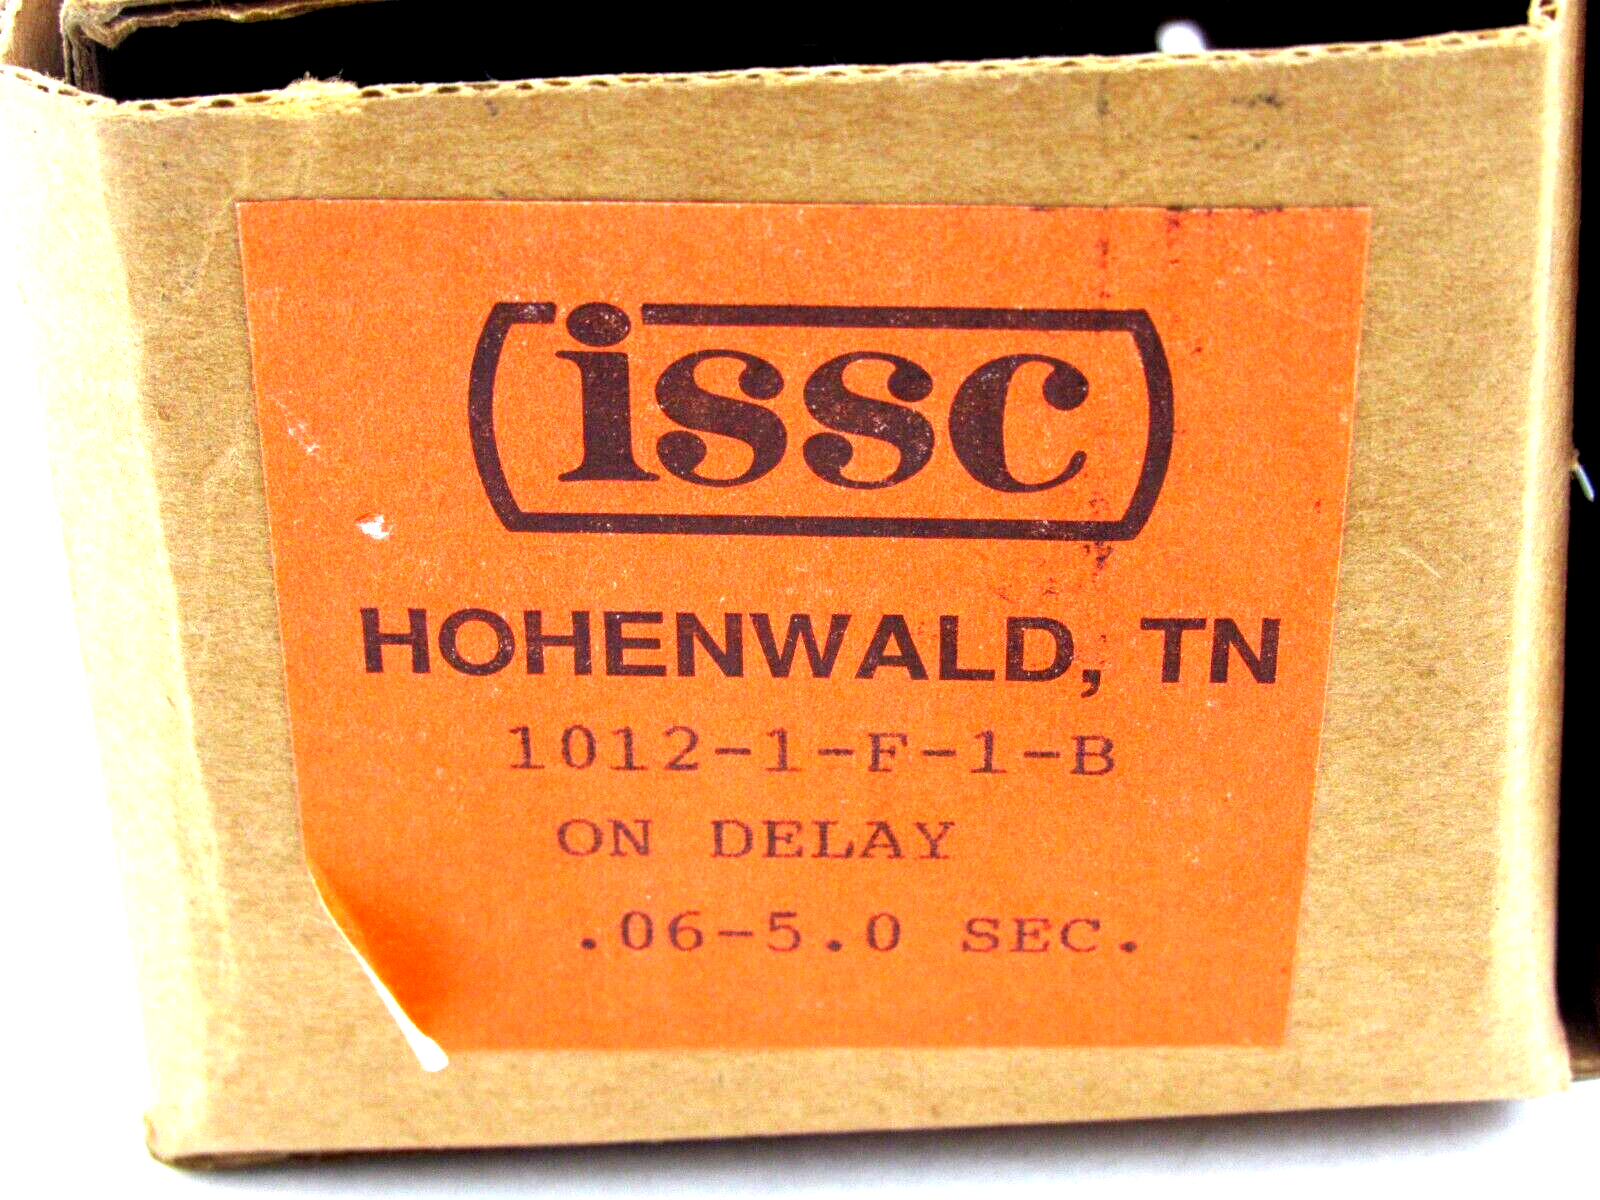 issc
HOHENWALD, TN
1012-1-F-1-B
ON DELAY
.06-5.0 SEC.